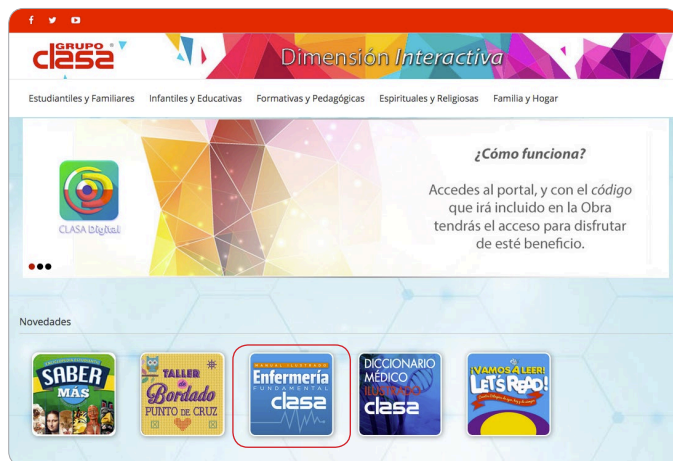 GRUPO
clasa
Dimensión Interactiva
Estudiantiles y Familiares Infantiles y Educativas Formativas y Pedagógicas Espirituales y Religiosas Familia y Hogar
¿Cómo funciona?
Accedes al portal, y con el código
que irá incluido en la Obra
tendrás el acceso para disfrutar
de esté beneficio.
CLASA Digital
Novedades
SABER
MÁS
TALLER
de
Bordado
PUNTO DE CRUZ
MANUAL ILUSTRADO
Enfermería
FUNDAMENTAL
clasa
DICCIONARIO
MÉDICO
ILUSTRADO
clasa
¡VAMOS A LEER!
LET'S READ!